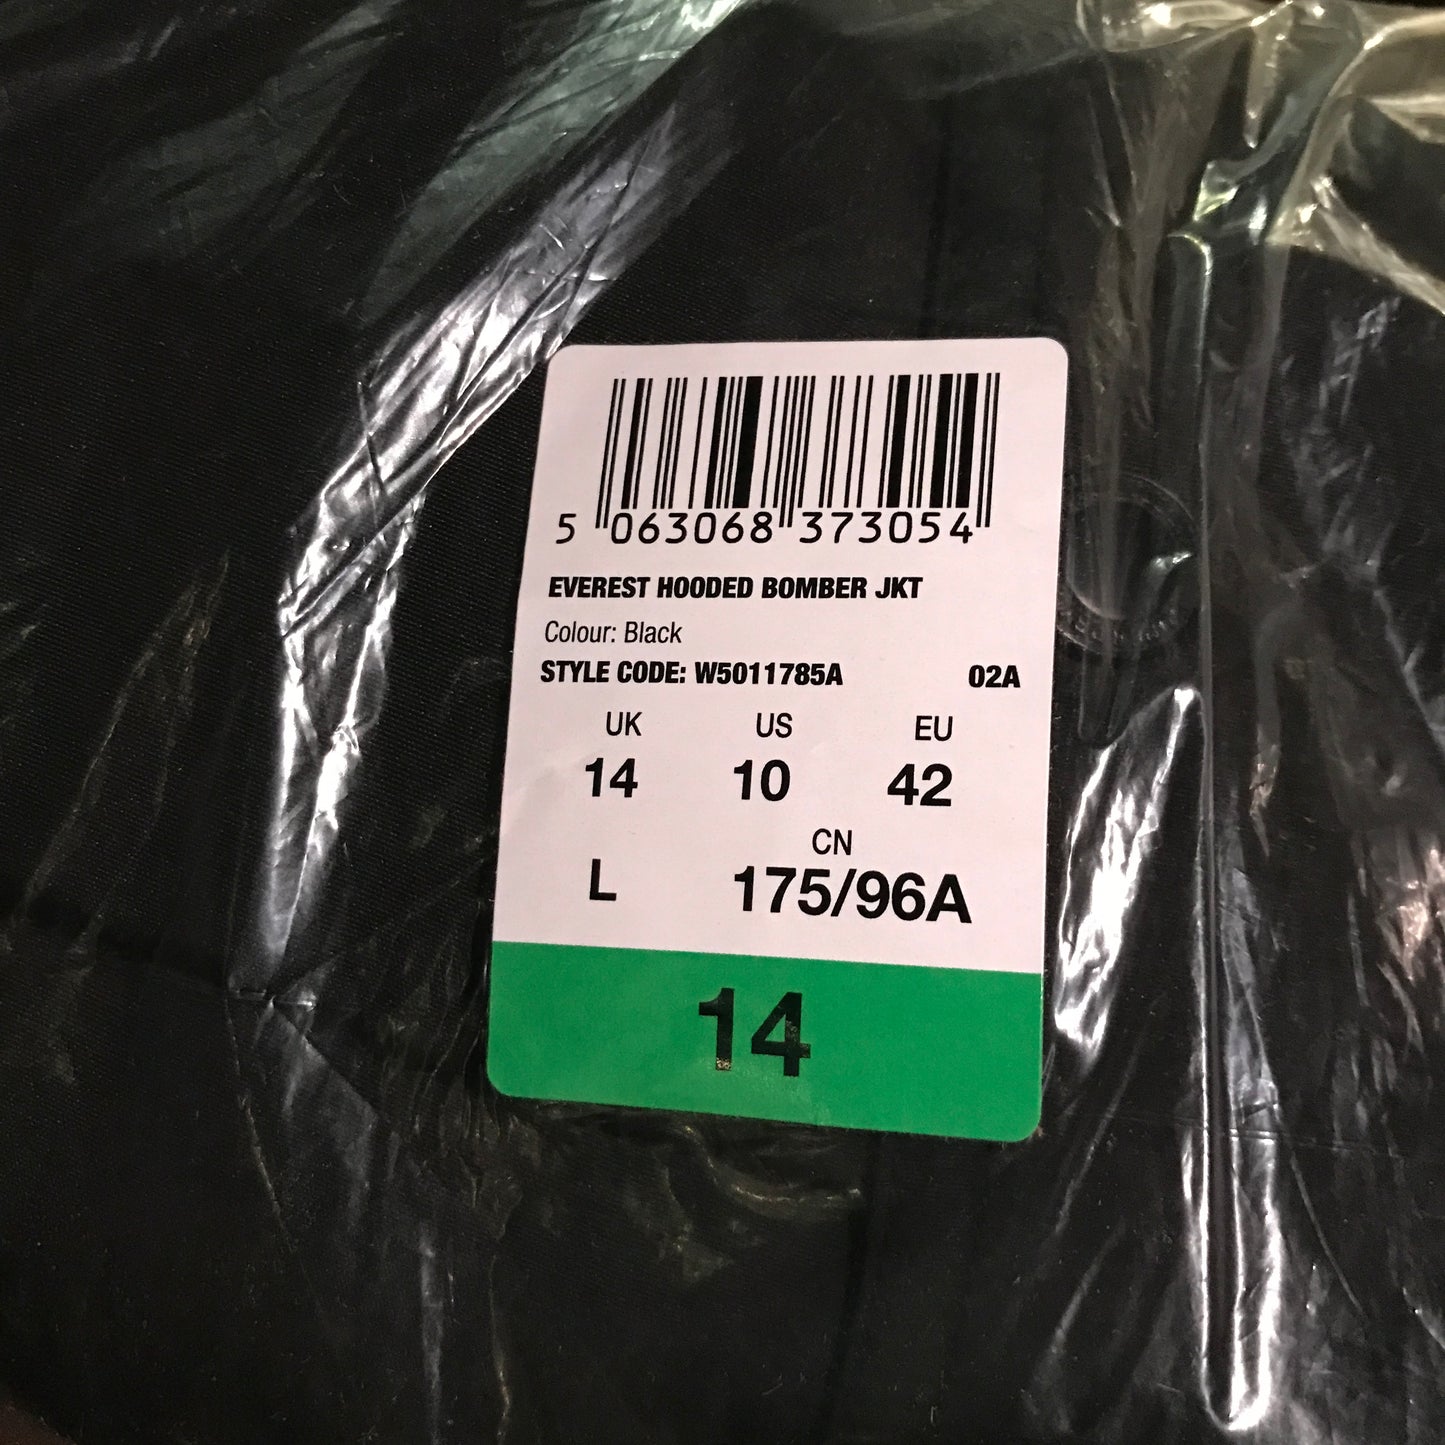 5 063068 373054
EVEREST HOODED BOMBER JKT
Colour: Black
STYLE CODE: W5011785A 02A
UK US EU
14 10 42
CN
L 175/96A
14